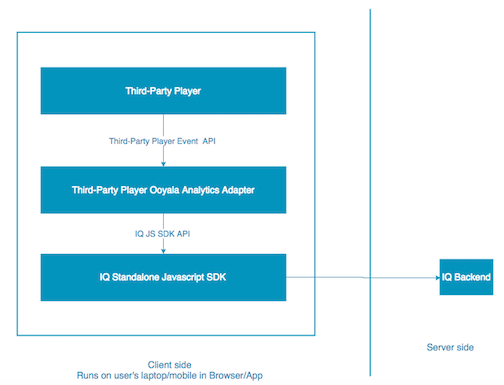 Third-Party Player
Third-Party Player Event API
Third-Party Player Ooyala Analytics Adapter
IQ JS SDK API
IQ Standalone Javascript SDK
IQ Backend
Server side
Client side
Runs on user's laptop/mobile in Browser/App